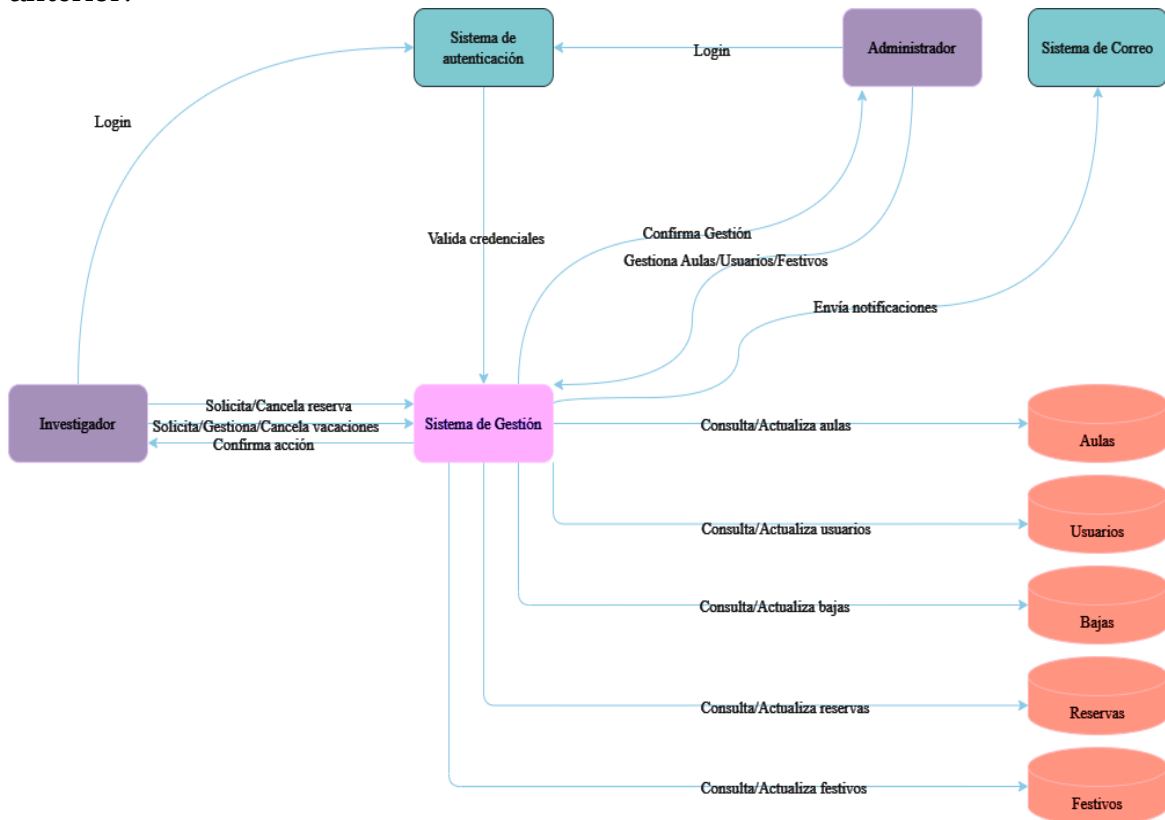 Sistema de
autenticación
Login
Administrador
Sistema de Correo
Login
Valida credenciales
Confirma Gestión
Gestiona Aulas/Usuarios/Festivos
Envía notificaciones
Investigador
Solicita/Cancela reserva
Solicita/Gestiona/Cancela vacaciones
Confirma acción
Sistema de Gestión
Consulta/Actualiza aulas
Aulas
Consulta/Actualiza usuarios
Usuarios
Consulta/Actualiza bajas
Bajas
Consulta/Actualiza reservas
Reservas
Consulta/Actualiza festivos
Festivos